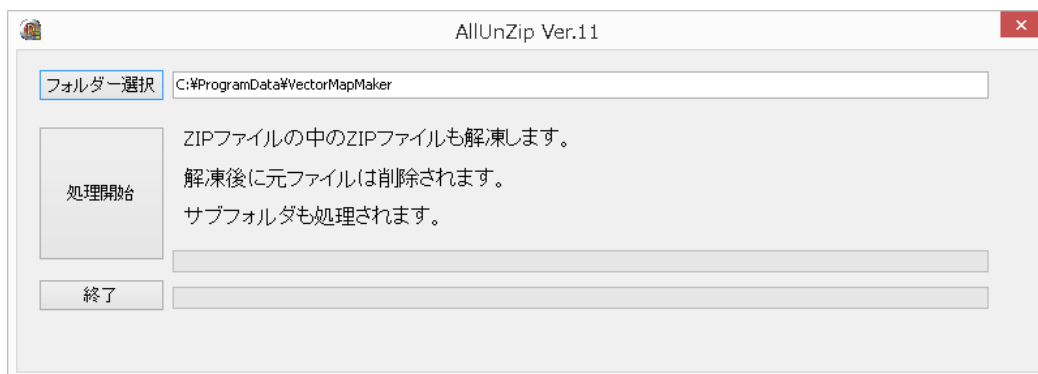 AllUnZip Ver.11
フォルダー選択 C:¥ProgramData¥VectorMapMaker
ZIPファイルの中のZIPファイルも解凍します。
解凍後に元ファイルは削除されます。
処理開始
サブフォルダも処理されます。
終了